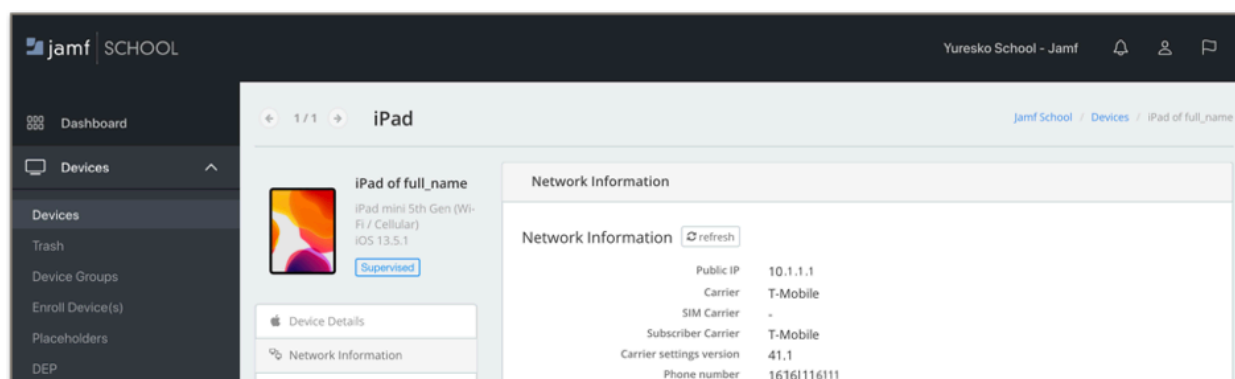 jamf SCHOOL
Yuresko School - Jamf
Dashboard
Devices
Devices
Trash
Device Groups
Enroll Device(s)
Placeholders
DEP
1/1 iPad
Jamf School / Devices / iPad of full_name
iPad of full_name
iPad mini 5th Gen (Wi-
Fi / Cellular)
iOS 13.5.1
Supervised
Device Details
Network Information
Network Information
Network Information refresh
Public IP 10.1.1.1
Carrier T-Mobile
SIM Carrier -
Subscriber Carrier T-Mobile
Carrier settings version 41.1
Phone number